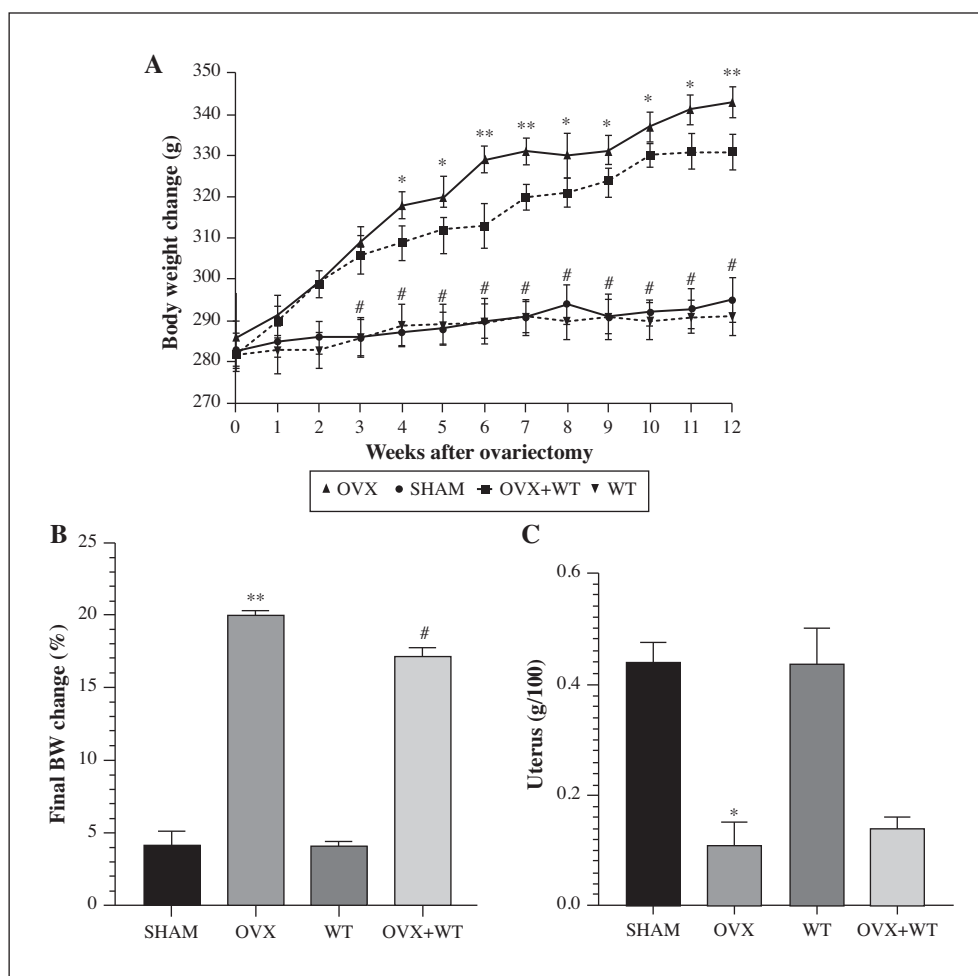 A
Body weight change (g)
350
340
330
320
310
300
290
280
270
* * ** ** * * * * **
# # # # # # # # # #
0 1 2 3 4 5 6 7 8 9 10 11 12
Weeks after ovariectomy
OVX SHAM OVX+WT WT
B
Final BW change (%)
25
20
15
10
5
0
**
#
SHAM OVX WT OVX+WT
C
Uterus (g/100)
0.6
0.4
0.2
0.0
*
SHAM OVX WT OVX+WT